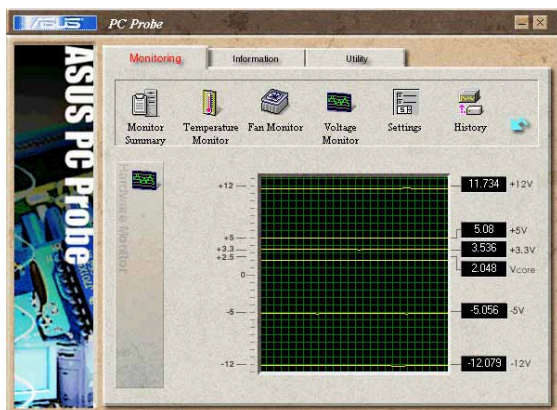 ASUS
PC Probe
ASUS PC Probe
Monitoring
Information
Utility
Monitor Summary
Temperature Monitor
Fan Monitor
Voltage Monitor
Settings
History
Hardware Monitor
+12
+5
+3.3
+2.5
0
-5
-12
11.734 +12V
5.08 +5V
3.536 +3.3V
2.048 Vcore
-5.056 -5V
-12.079 -12V